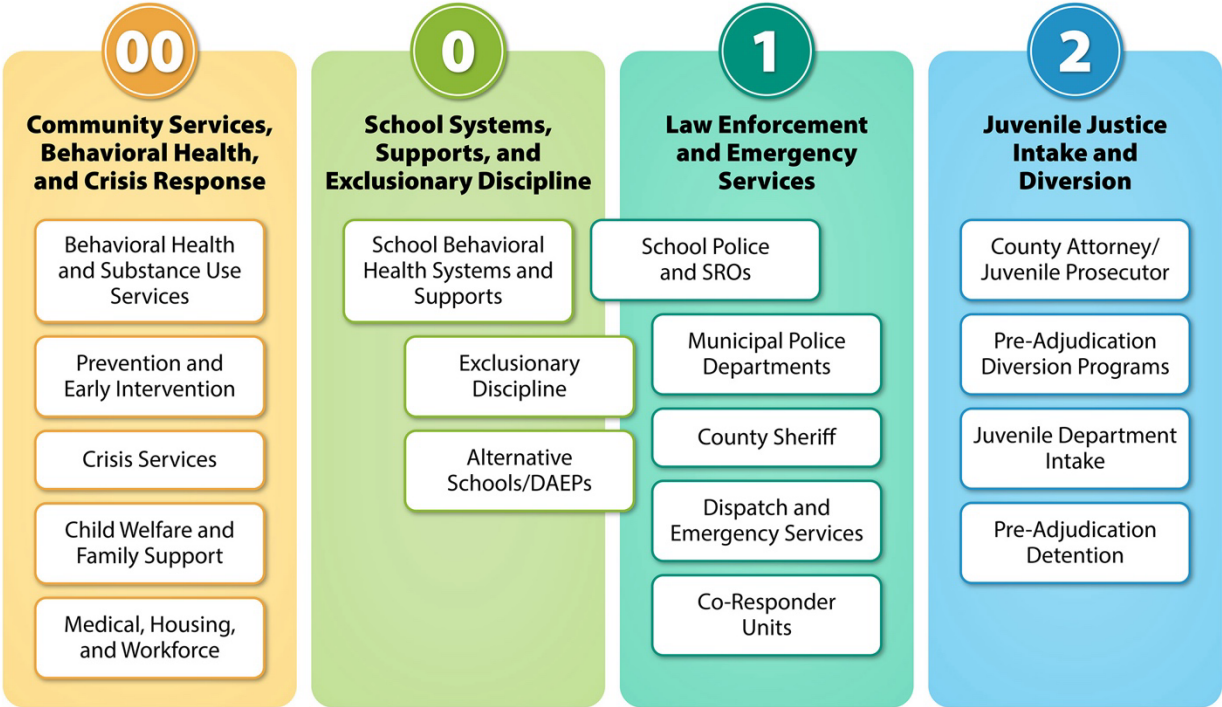 00
Community Services,
Behavioral Health,
and Crisis Response
Behavioral Health
and Substance Use
Services
Prevention and
Early Intervention
Crisis Services
Child Welfare and
Family Support
Medical, Housing,
and Workforce
0
School Systems,
Supports, and
Exclusionary Discipline
School Behavioral
Health Systems and
Supports
Exclusionary
Discipline
Alternative
Schools/DAEPs
1
Law Enforcement
and Emergency
Services
School Police
and SROs
Municipal Police
Departments
County Sheriff
Dispatch and
Emergency Services
Co-Responder
Units
2
Juvenile Justice
Intake and
Diversion
County Attorney/
Juvenile Prosecutor
Pre-Adjudication
Diversion Programs
Juvenile Department
Intake
Pre-Adjudication
Detention